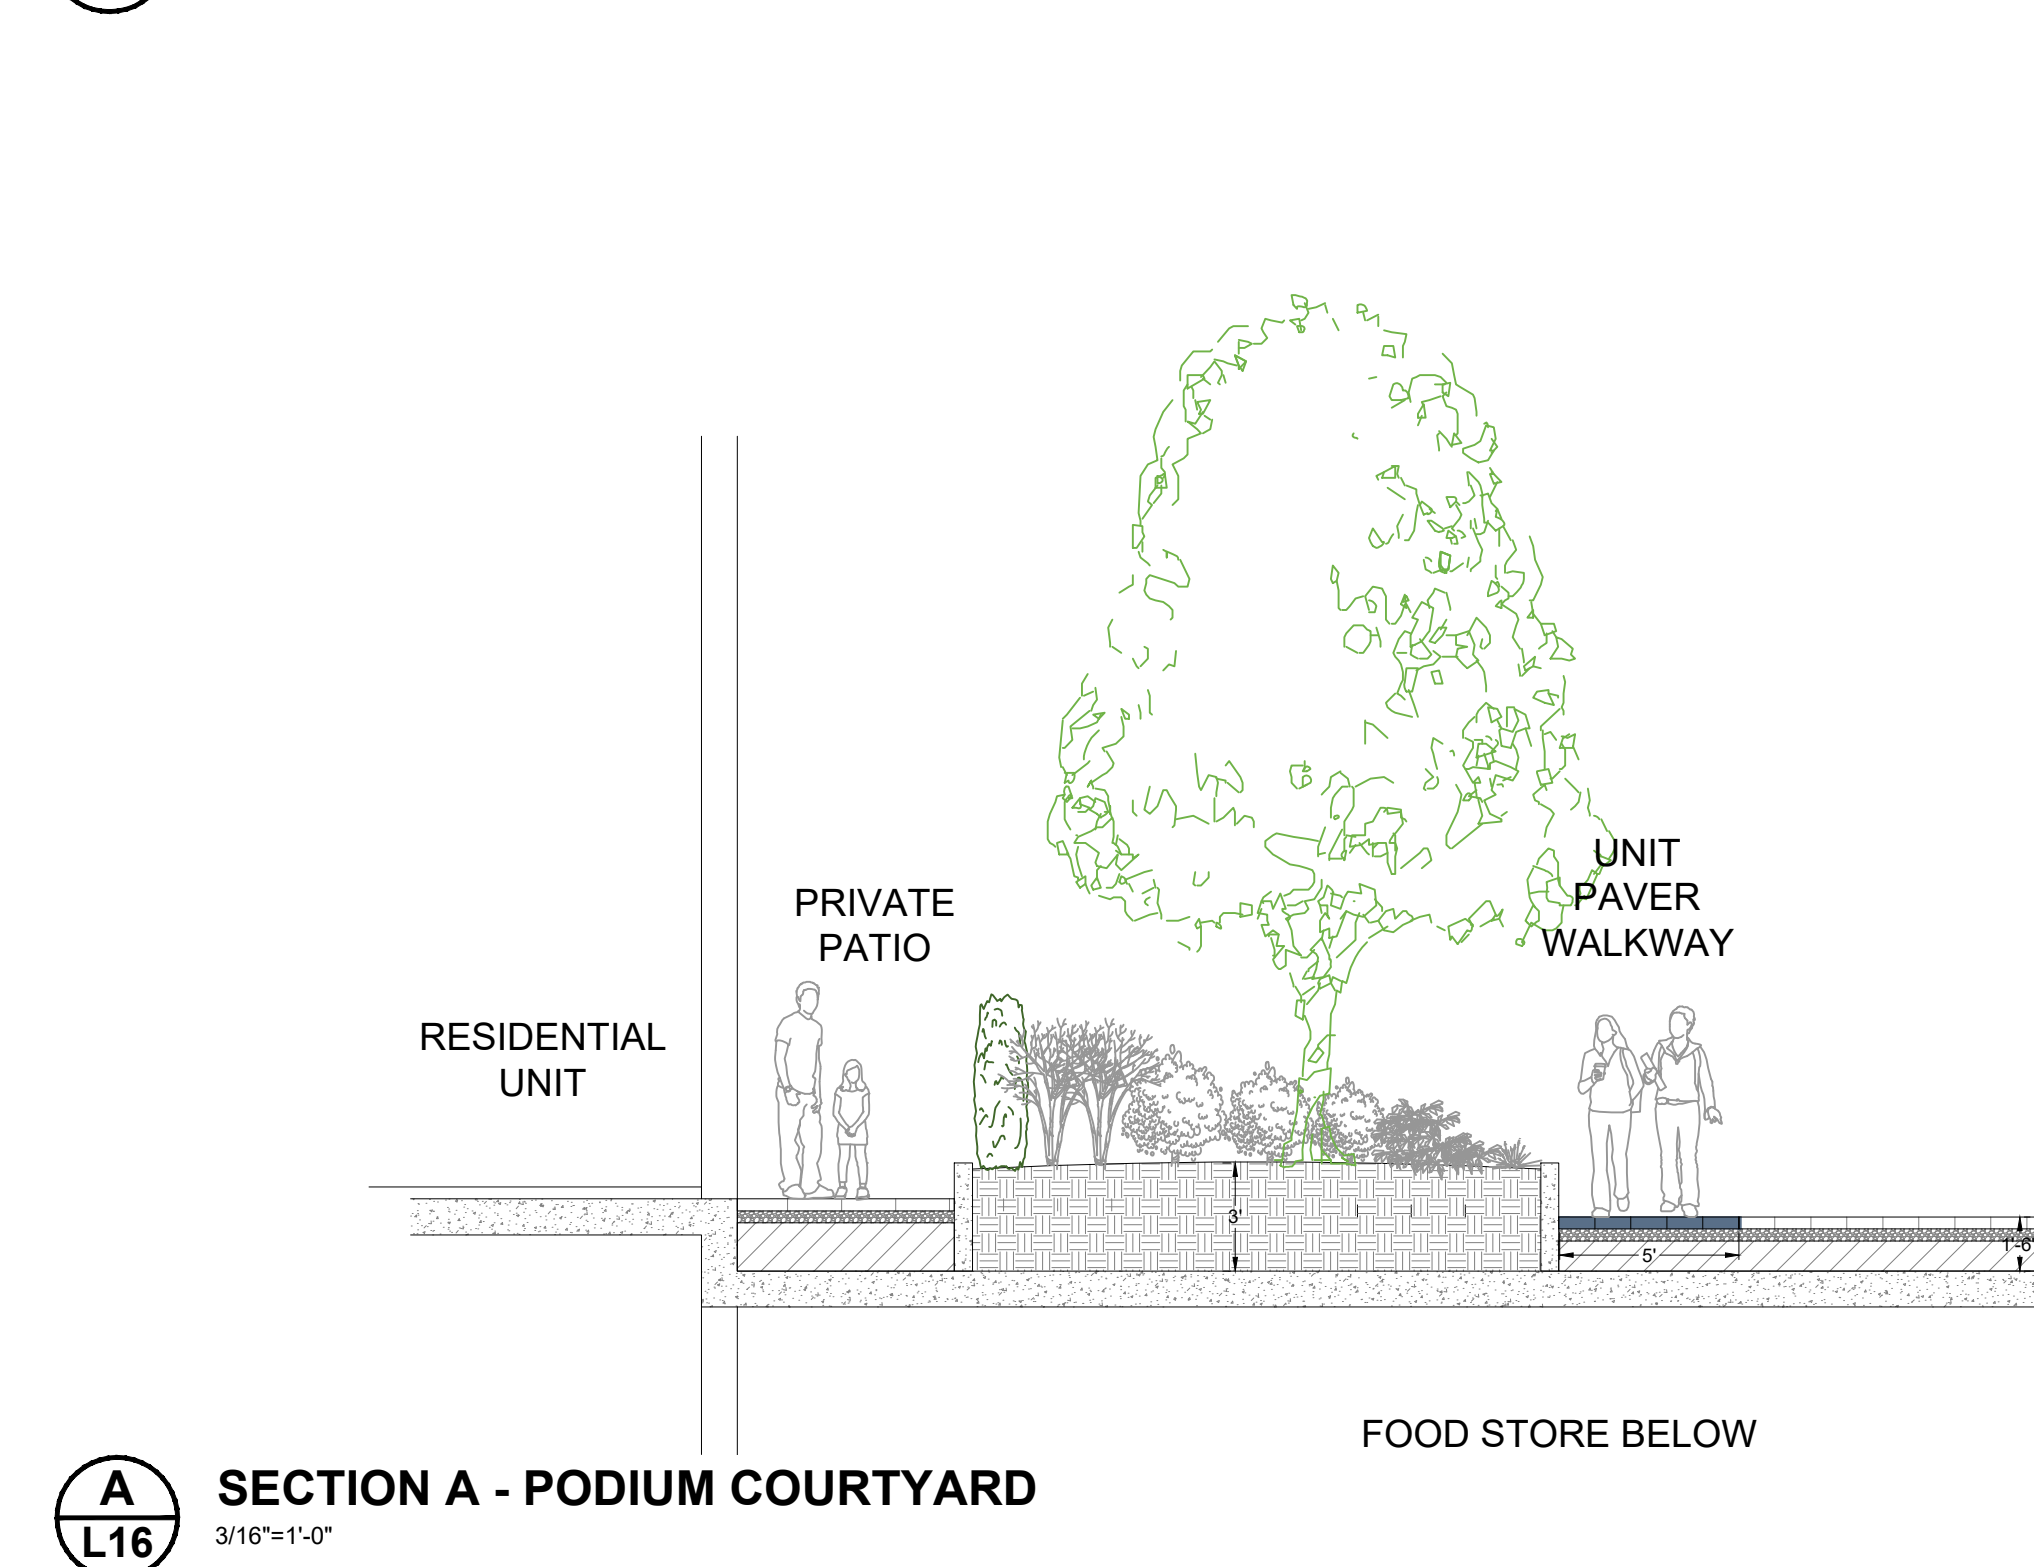 UNIT
PAVER
WALKWAY
PRIVATE
PATIO
RESIDENTIAL
UNIT
3'
5'
1'-6"
FOOD STORE BELOW
A
L16
SECTION A - PODIUM COURTYARD
3/16"=1'-0"